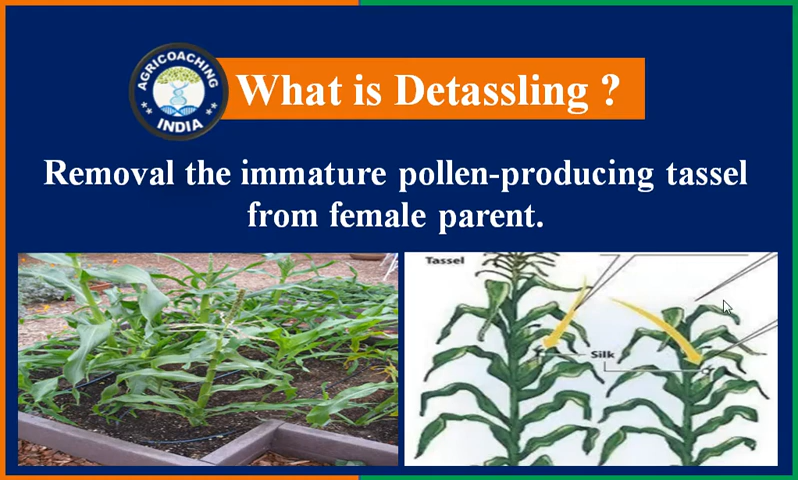 AGRICOACHING
INDIA
What is Detassling ?
Removal the immature pollen-producing tassel
from female parent.
Tassel
Silk